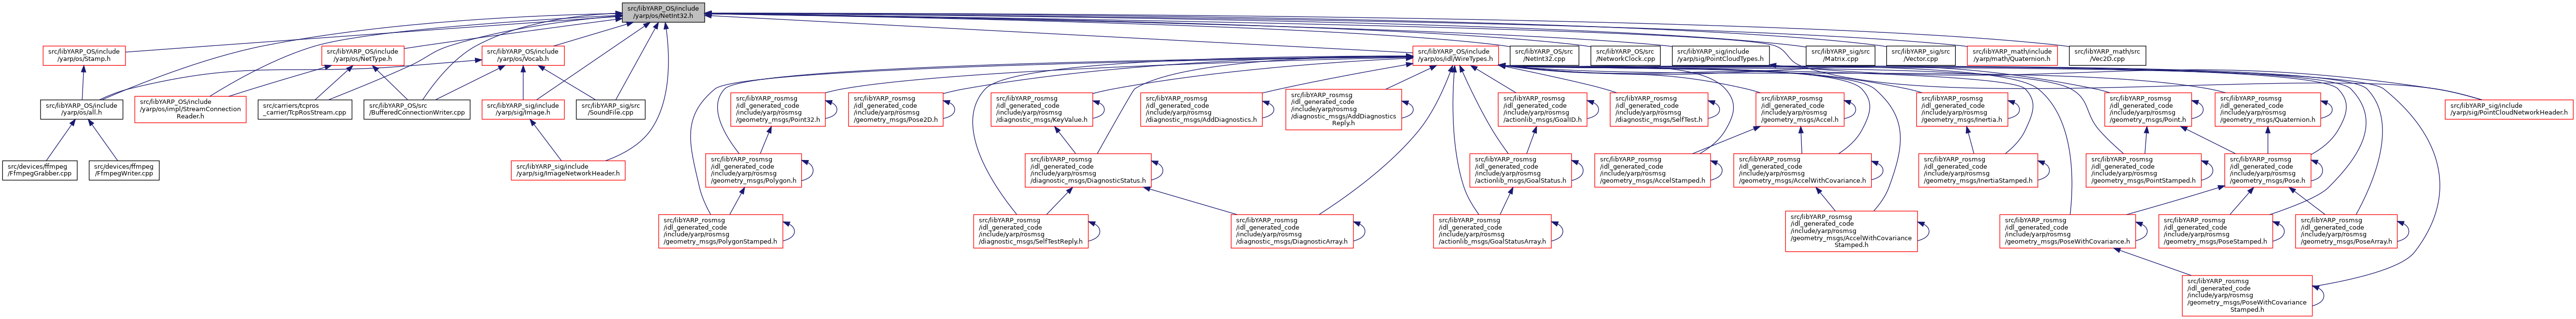 src/libYARP_OS/include
/yarp/os/NetInt32.h
src/libYARP_OS/include
/yarp/os/Stamp.h
src/libYARP_OS/include
/yarp/os/NetType.h
src/libYARP_OS/include
/yarp/os/Vocab.h
src/libYARP_OS/include
/yarp/os/idl/WireTypes.h
src/libYARP_OS/src
/NetInt32.cpp
src/libYARP_OS/src
/NetworkClock.cpp
src/libYARP_sig/include
/yarp/sig/PointCloudTypes.h
src/libYARP_sig/src
/Matrix.cpp
src/libYARP_sig/src
/Vector.cpp
src/libYARP_math/include
/yarp/math/Quaternion.h
src/libYARP_math/src
/Vec2D.cpp
src/libYARP_OS/include
/yarp/os/all.h
src/libYARP_OS/include
/yarp/os/impl/StreamConnection
Reader.h
src/carriers/tcpros
_carrier/TcpRosStream.cpp
src/libYARP_OS/src
/BufferedConnectionWriter.cpp
src/libYARP_sig/include
/yarp/sig/Image.h
src/libYARP_sig/src
/SoundFile.cpp
src/libYARP_rosmsg
/idl_generated_code
/include/yarp/rosmsg
/geometry_msgs/Point32.h
src/libYARP_rosmsg
/idl_generated_code
/include/yarp/rosmsg
/geometry_msgs/Pose2D.h
src/libYARP_rosmsg
/idl_generated_code
/include/yarp/rosmsg
/diagnostic_msgs/KeyValue.h
src/libYARP_rosmsg
/idl_generated_code
/include/yarp/rosmsg
/diagnostic_msgs/AddDiagnostics.h
src/libYARP_rosmsg
/idl_generated_code
/include/yarp/rosmsg
/diagnostic_msgs/AddDiagnostics
Reply.h
src/libYARP_rosmsg
/idl_generated_code
/include/yarp/rosmsg
/actionlib_msgs/GoalID.h
src/libYARP_rosmsg
/idl_generated_code
/include/yarp/rosmsg
/diagnostic_msgs/SelfTest.h
src/libYARP_rosmsg
/idl_generated_code
/include/yarp/rosmsg
/geometry_msgs/Accel.h
src/libYARP_rosmsg
/idl_generated_code
/include/yarp/rosmsg
/geometry_msgs/Inertia.h
src/libYARP_rosmsg
/idl_generated_code
/include/yarp/rosmsg
/geometry_msgs/Point.h
src/libYARP_rosmsg
/idl_generated_code
/include/yarp/rosmsg
/geometry_msgs/Quaternion.h
src/libYARP_sig/include
/yarp/sig/PointCloudNetworkHeader.h
src/devices/ffmpeg
/FfmpegGrabber.cpp
src/devices/ffmpeg
/FfmpegWriter.cpp
src/libYARP_sig/include
/yarp/sig/ImageNetworkHeader.h
src/libYARP_rosmsg
/idl_generated_code
/include/yarp/rosmsg
/geometry_msgs/Polygon.h
src/libYARP_rosmsg
/idl_generated_code
/include/yarp/rosmsg
/diagnostic_msgs/DiagnosticStatus.h
src/libYARP_rosmsg
/idl_generated_code
/include/yarp/rosmsg
/actionlib_msgs/GoalStatus.h
src/libYARP_rosmsg
/idl_generated_code
/include/yarp/rosmsg
/geometry_msgs/AccelStamped.h
src/libYARP_rosmsg
/idl_generated_code
/include/yarp/rosmsg
/geometry_msgs/AccelWithCovariance.h
src/libYARP_rosmsg
/idl_generated_code
/include/yarp/rosmsg
/geometry_msgs/InertiaStamped.h
src/libYARP_rosmsg
/idl_generated_code
/include/yarp/rosmsg
/geometry_msgs/PointStamped.h
src/libYARP_rosmsg
/idl_generated_code
/include/yarp/rosmsg
/geometry_msgs/Pose.h
src/libYARP_rosmsg
/idl_generated_code
/include/yarp/rosmsg
/geometry_msgs/PolygonStamped.h
src/libYARP_rosmsg
/idl_generated_code
/include/yarp/rosmsg
/diagnostic_msgs/SelfTestReply.h
src/libYARP_rosmsg
/idl_generated_code
/include/yarp/rosmsg
/diagnostic_msgs/DiagnosticArray.h
src/libYARP_rosmsg
/idl_generated_code
/include/yarp/rosmsg
/actionlib_msgs/GoalStatusArray.h
src/libYARP_rosmsg
/idl_generated_code
/include/yarp/rosmsg
/geometry_msgs/AccelWithCovariance
Stamped.h
src/libYARP_rosmsg
/idl_generated_code
/include/yarp/rosmsg
/geometry_msgs/PoseWithCovariance.h
src/libYARP_rosmsg
/idl_generated_code
/include/yarp/rosmsg
/geometry_msgs/PoseStamped.h
src/libYARP_rosmsg
/idl_generated_code
/include/yarp/rosmsg
/geometry_msgs/PoseArray.h
src/libYARP_rosmsg
/idl_generated_code
/include/yarp/rosmsg
/geometry_msgs/PoseWithCovariance
Stamped.h